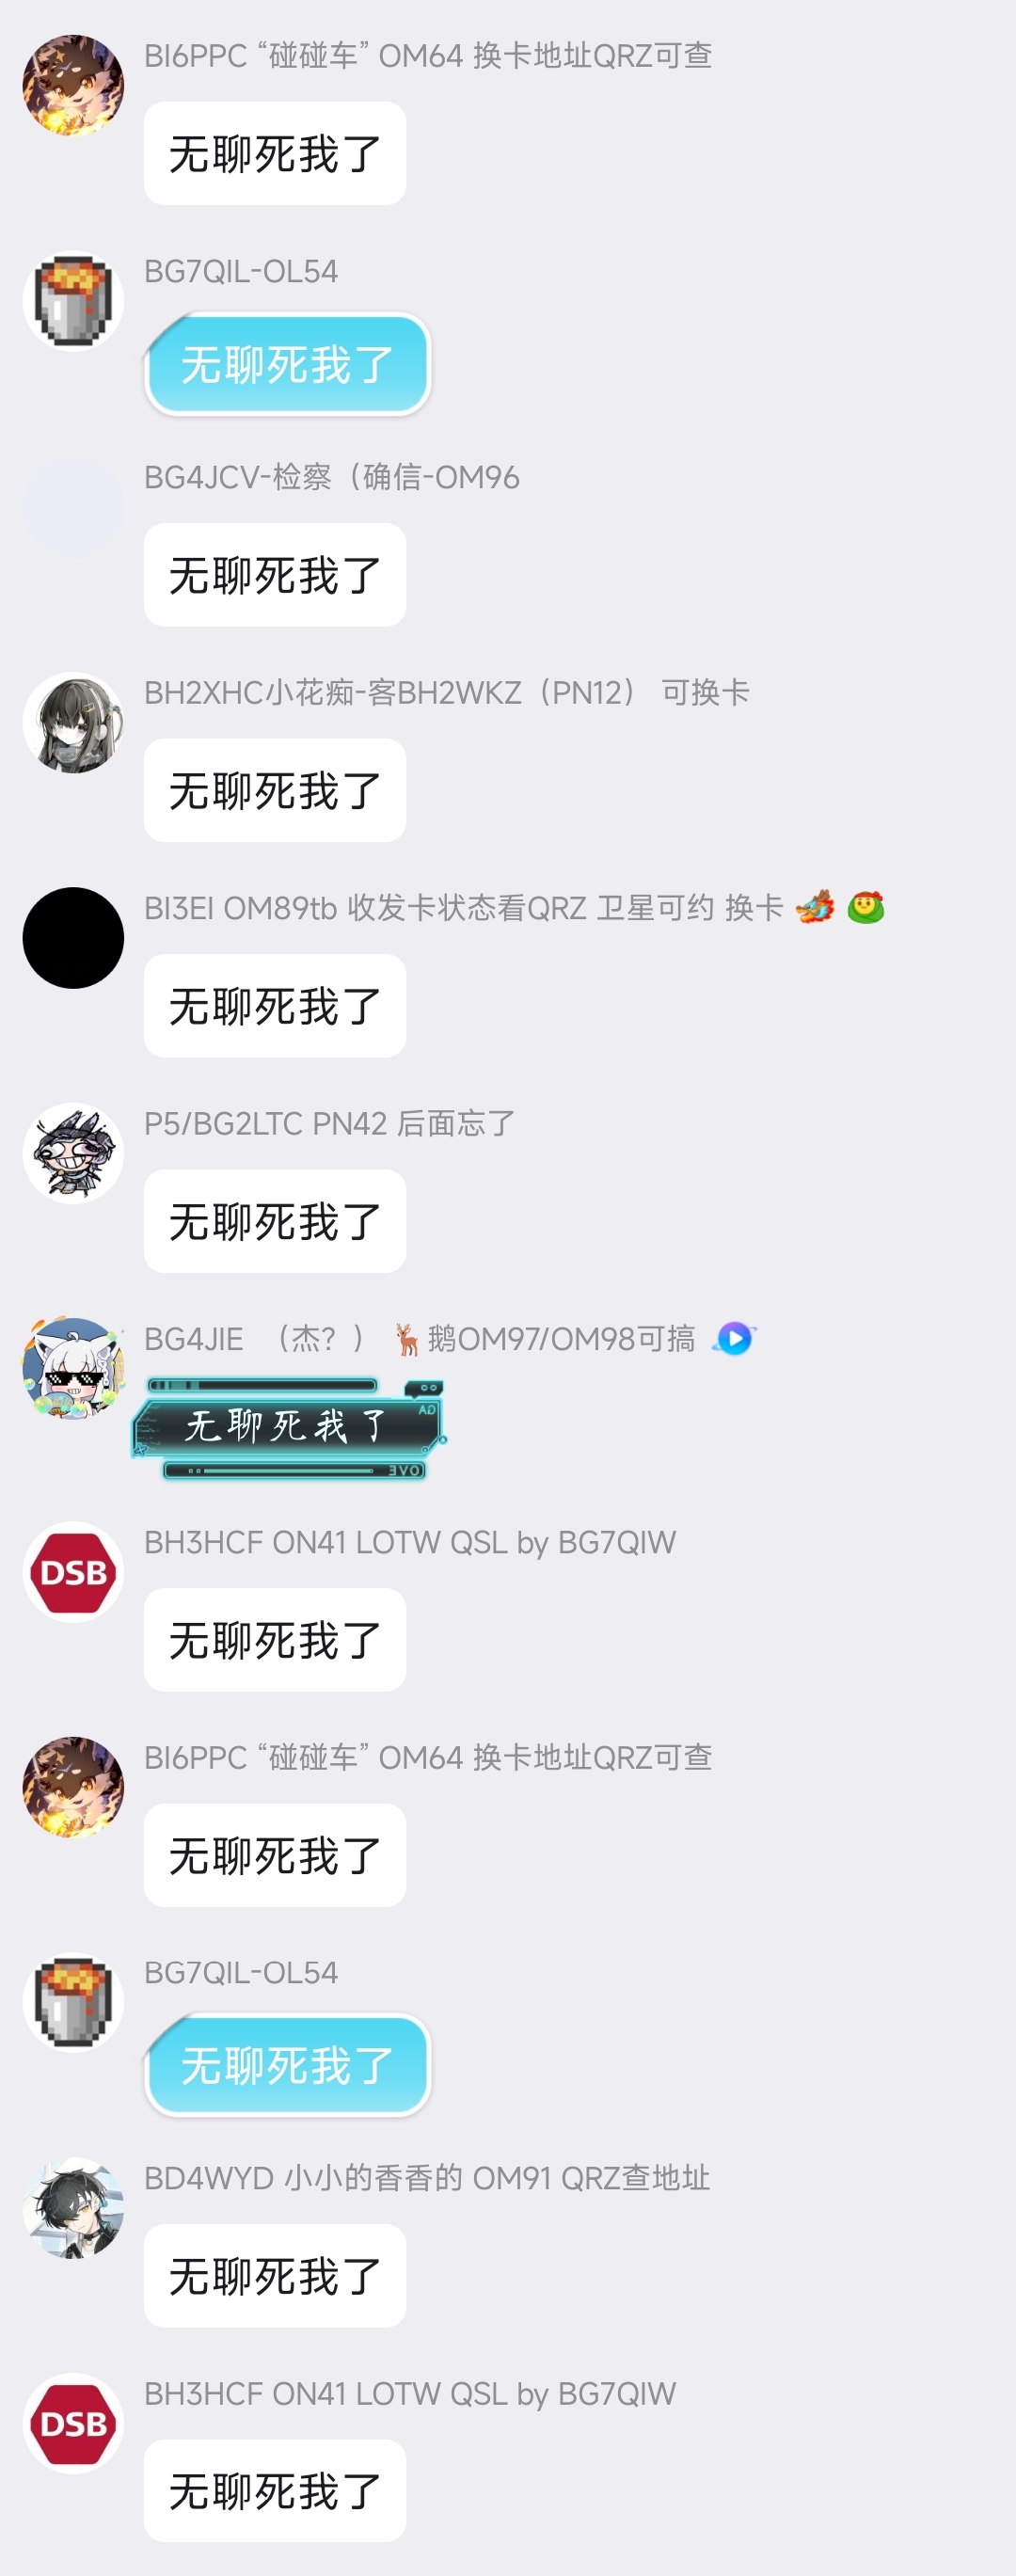 BI6PPC “碰碰车” OM64 换卡地址QRZ可查
无聊死我了
BG7QIL-OL54
无聊死我了
BG4JCV-检察（确信-OM96
无聊死我了
BH2XHC小花痴-客BH2WKZ（PN12） 可换卡
无聊死我了
BI3EI OM89tb 收发卡状态看QRZ 卫星可约 换卡
无聊死我了
P5/BG2LTC PN42 后面忘了
无聊死我了
BG4JIE （杰？） 🦌鹅OM97/OM98可搞
无聊死我了
BH3HCF ON41 LOTW QSL by BG7QIW
DSB
无聊死我了
BI6PPC “碰碰车” OM64 换卡地址QRZ可查
无聊死我了
BG7QIL-OL54
无聊死我了
BD4WYD 小小的香香的 OM91 QRZ查地址
无聊死我了
BH3HCF ON41 LOTW QSL by BG7QIW
DSB
无聊死我了